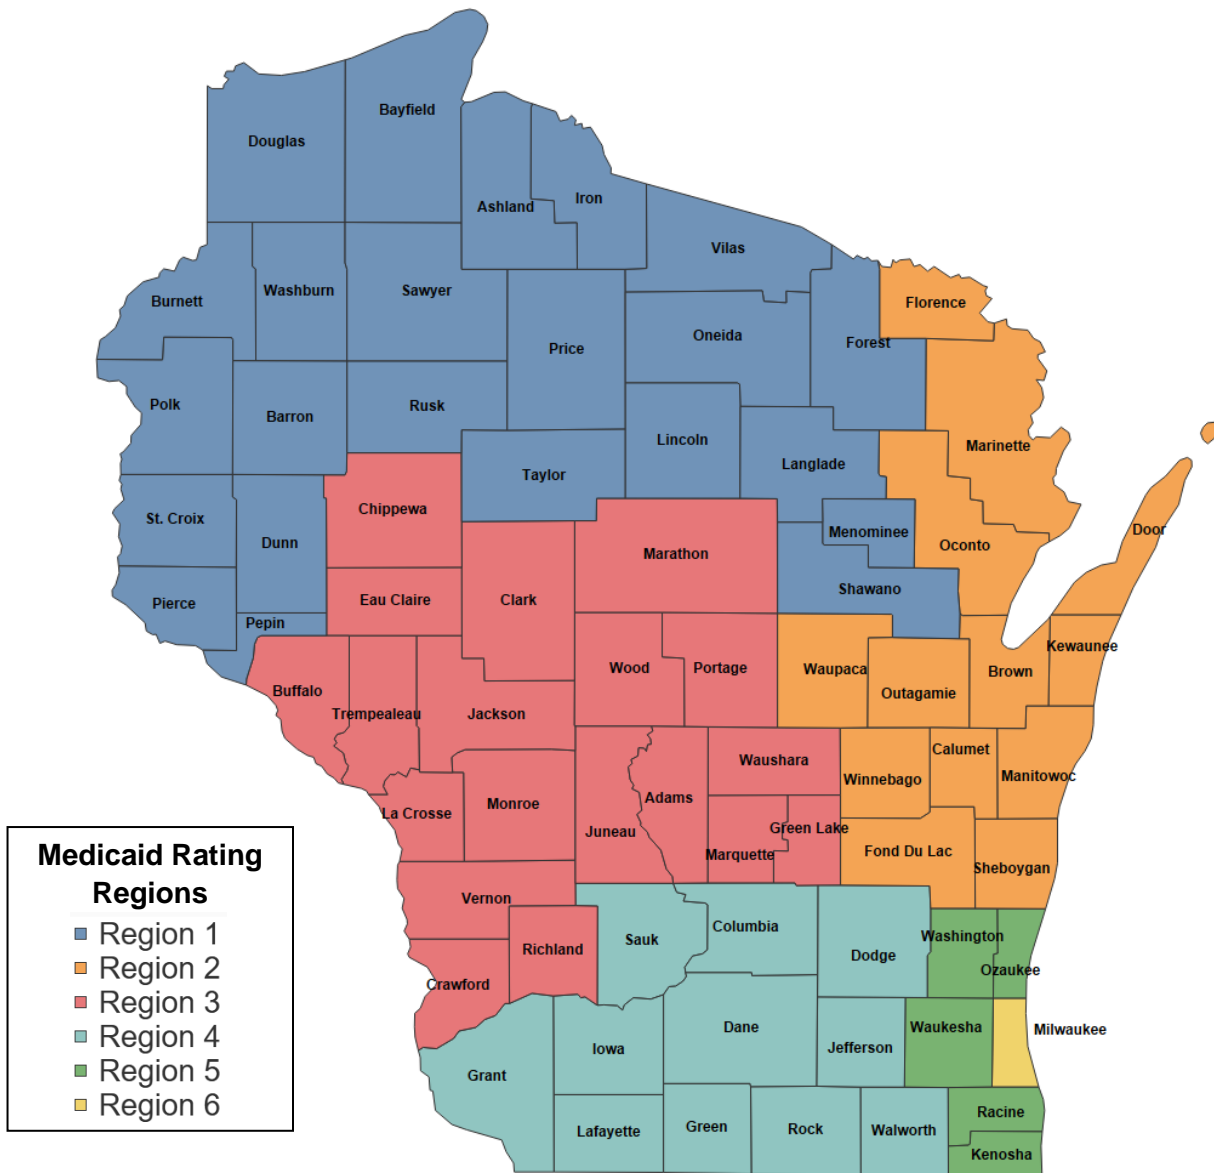 Bayfield
Douglas
Ashland
Iron
Vilas
Burnett
Washburn
Sawyer
Florence
Oneida
Price
Forest
Polk
Barron
Rusk
Lincoln
Marinette
Langlade
Taylor
Chippewa
St. Croix
Menominee
Door
Dunn
Marathon
Oconto
Shawano
Pierce
Eau Claire
Clark
Pepin
Kewaunee
Wood
Portage
Waupaca
Brown
Outagamie
Buffalo
Trempealeau
Jackson
Calumet
Waushara
Winnebago
Manitowoc
Monroe
Adams
La Crosse
Juneau
Green Lake
Marquette
Fond Du Lac
Sheboygan
Vernon
Columbia
Washington
Sauk
Richland
Dodge
Ozaukee
Crawford
Dane
Waukesha
Milwaukee
Iowa
Jefferson
Grant
Racine
Lafayette
Green
Rock
Walworth
Kenosha
Medicaid Rating
Regions
Region 1
Region 2
Region 3
Region 4
Region 5
Region 6